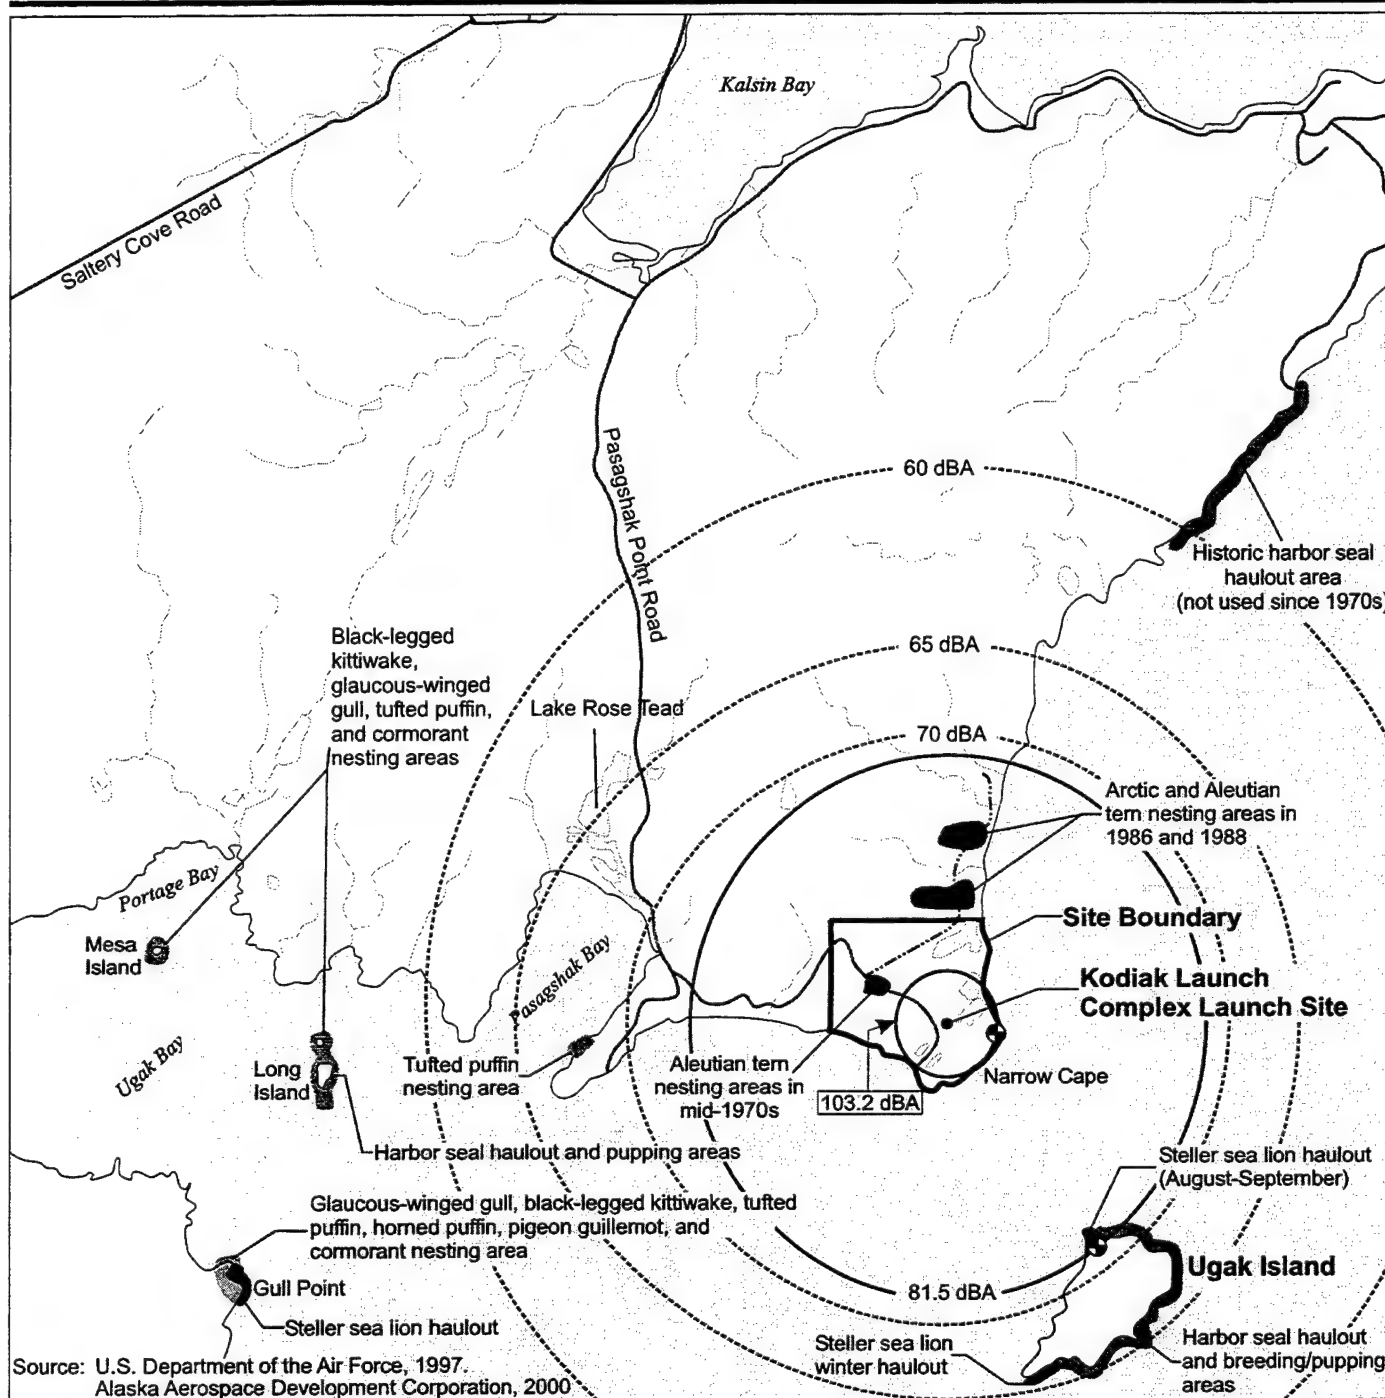 Kalsin Bay
Saltery Cove Road
Pasagshak Point Road
60 dBA
Historic harbor seal
haulout area
(not used since 1970s)
Black-legged
kittiwake,
glaucous-winged
gull, tufted puffin,
and cormorant
nesting areas
65 dBA
Lake Rose Tead
70 dBA
Arctic and Aleutian
tern nesting areas in
1986 and 1988
Portage Bay
Mesa
Island
Site Boundary
Pasagshak Bay
Kodiak Launch
Complex Launch Site
Ugak Bay
Long
Island
Tufted puffin
nesting area
Aleutian tern
nesting areas in
mid-1970s
103.2 dBA
Narrow Cape
Harbor seal haulout and pupping areas
Steller sea lion haulout
(August-September)
Glaucous-winged gull, black-legged kittiwake, tufted
puffin, horned puffin, pigeon guillemot, and
cormorant nesting area
Ugak Island
Gull Point
81.5 dBA
Steller sea lion haulout
Steller sea lion
winter haulout
Harbor seal haulout
and breeding/pupping
areas
Source: U.S. Department of the Air Force, 1997.
Alaska Aerospace Development Corporation, 2000